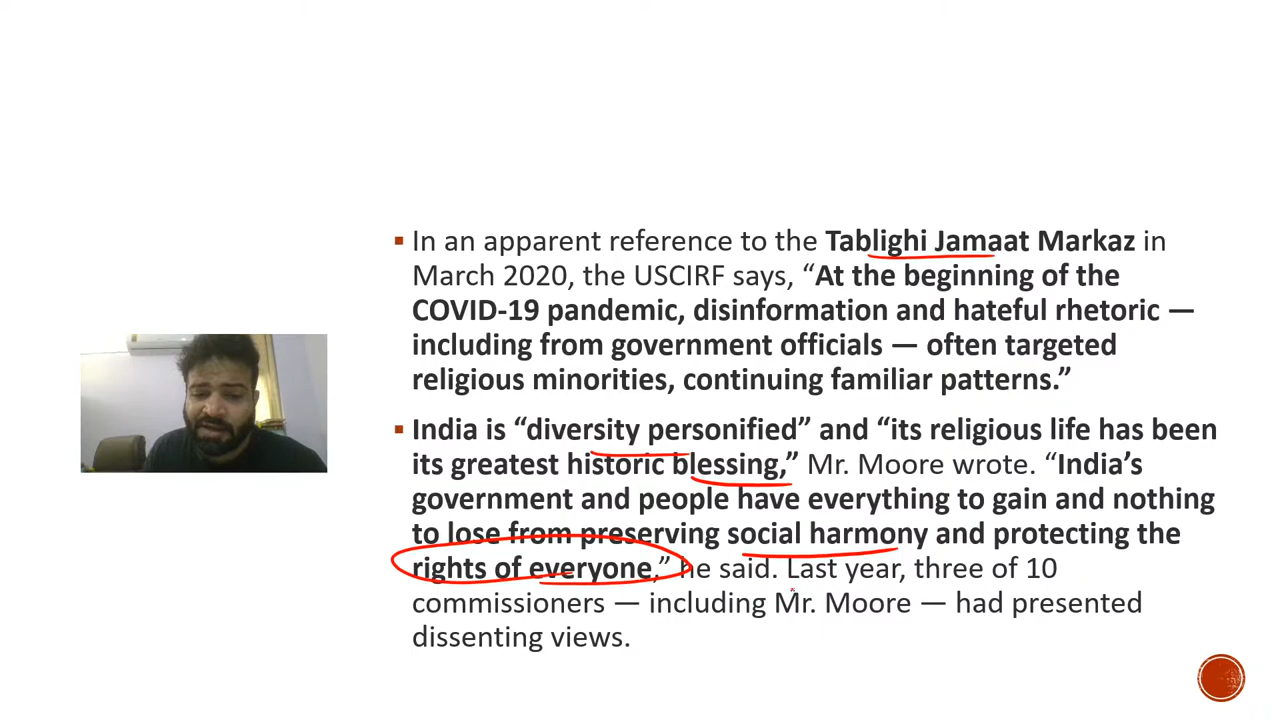 ▪ In an apparent reference to the Tablighi Jamaat Markaz in
March 2020, the USCIRF says, “At the beginning of the
COVID-19 pandemic, disinformation and hateful rhetoric —
including from government officials — often targeted
religious minorities, continuing familiar patterns.”
▪ India is “diversity personified” and “its religious life has been
its greatest historic blessing,” Mr. Moore wrote. “India’s
government and people have everything to gain and nothing
to lose from preserving social harmony and protecting the
rights of everyone,” he said. Last year, three of 10
commissioners — including Mr. Moore — had presented
dissenting views.